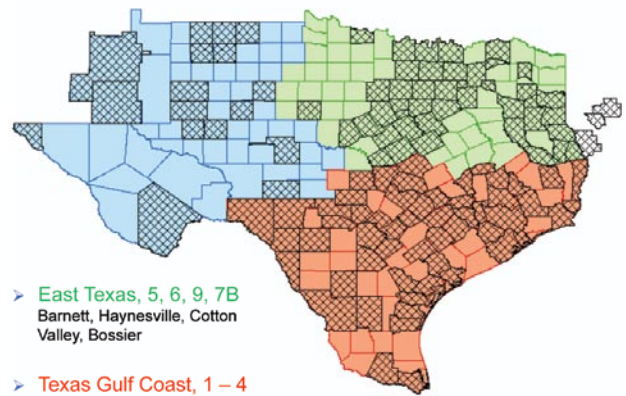 East Texas, 5, 6, 9, 7B
Barnett, Haynesville, Cotton
Valley, Bossier
Texas Gulf Coast, 1 – 4